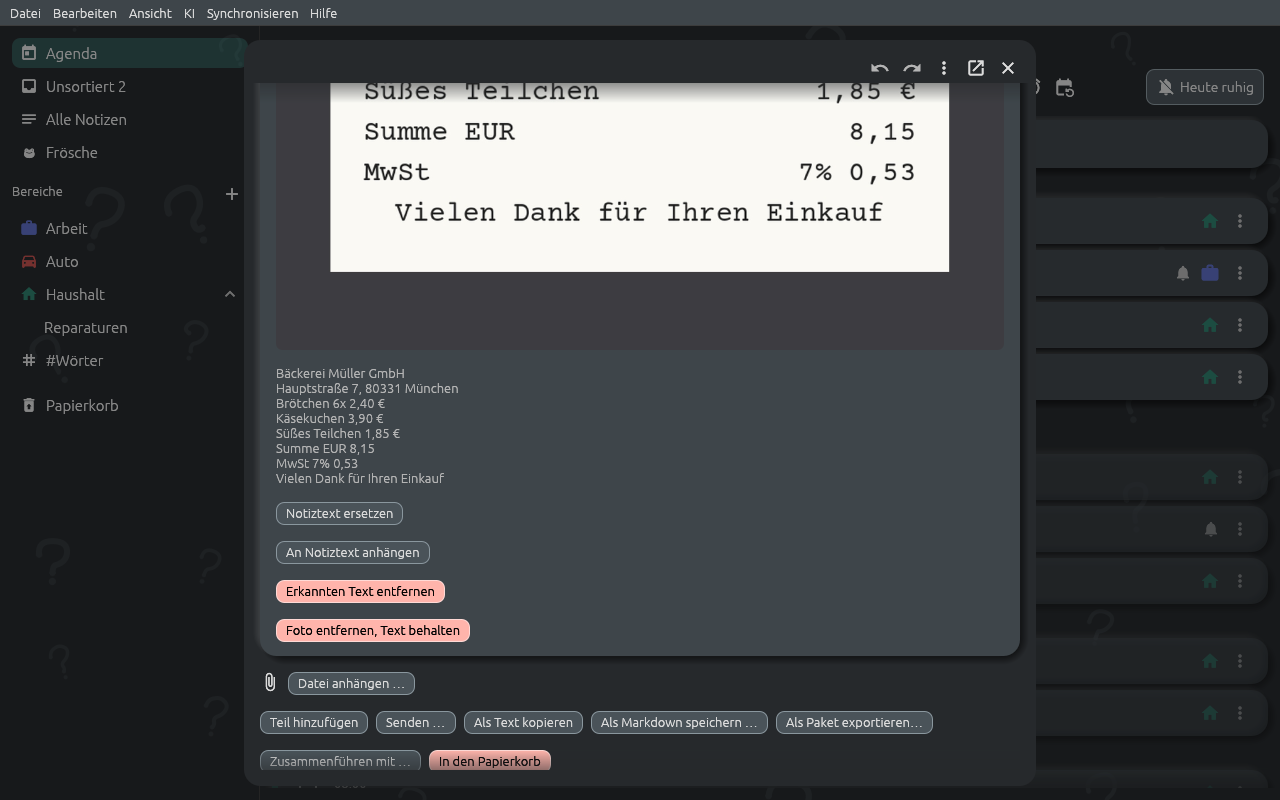 Datei Bearbeiten Ansicht KI Synchronisieren Hilfe
Agenda
Unsortiert 2
Alle Notizen
Frösche
Bereiche
Arbeit
Auto
Haushalt
Reparaturen
#Wörter
Papierkorb
Heute ruhig
Süßes Teilchen 1,85 €
Summe EUR 8,15
MwSt 7% 0,53
Vielen Dank für Ihren Einkauf
Bäckerei Müller GmbH
Hauptstraße 7, 80331 München
Brötchen 6x 2,40 €
Käsekuchen 3,90 €
Süßes Teilchen 1,85 €
Summe EUR 8,15
MwSt 7% 0,53
Vielen Dank für Ihren Einkauf
Notiztext ersetzen
An Notiztext anhängen
Erkannten Text entfernen
Foto entfernen, Text behalten
Datei anhängen …
Teil hinzufügen Senden … Als Text kopieren Als Markdown speichern … Als Paket exportieren…
Zusammenführen mit … In den Papierkorb